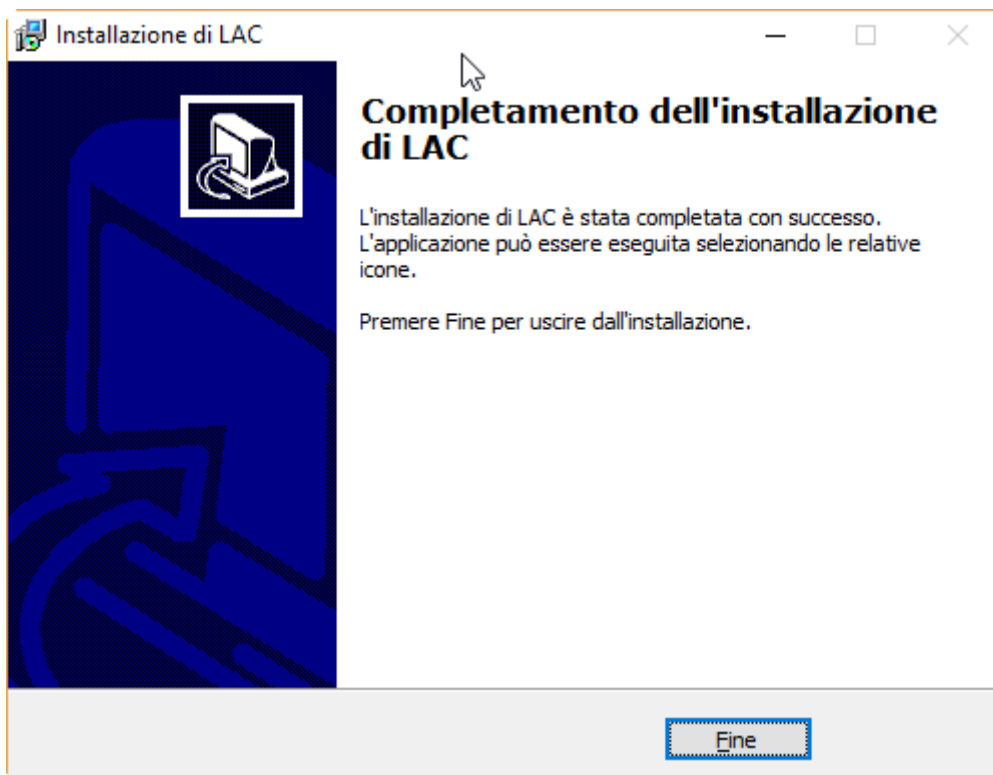 Installazione di LAC
Completamento dell'installazione
di LAC
L'installazione di LAC è stata completata con successo.
L'applicazione può essere eseguita selezionando le relative
icone.
Premere Fine per uscire dall'installazione.
Fine